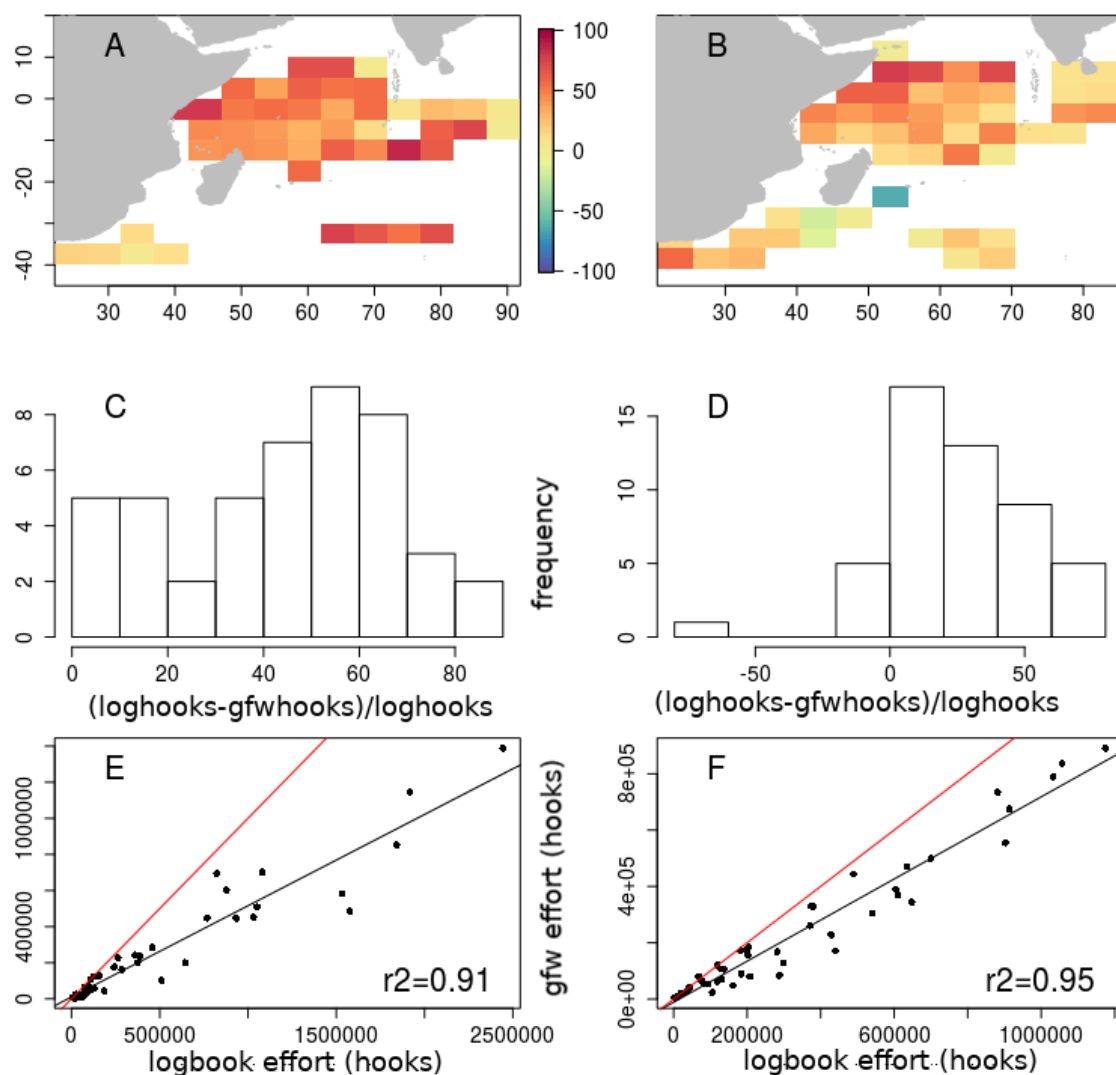 A
B
10
0
-20
-40
100
50
0
-50
-100
30 40 50 60 70 80 90
30 40 50 60 70 80
C
D
8
6
4
2
0
frequency
15
10
5
0
0 20 40 60 80
-50 0 50
(loghooks-gfwhooks)/loghooks
(loghooks-gfwhooks)/loghooks
E
F
1000000
400000
0
gfw effort (hooks)
8e+05
4e+05
0e+00
r2=0.91
r2=0.95
0 500000 1500000 2500000
200000 600000 1000000
logbook effort (hooks)
logbook effort (hooks)